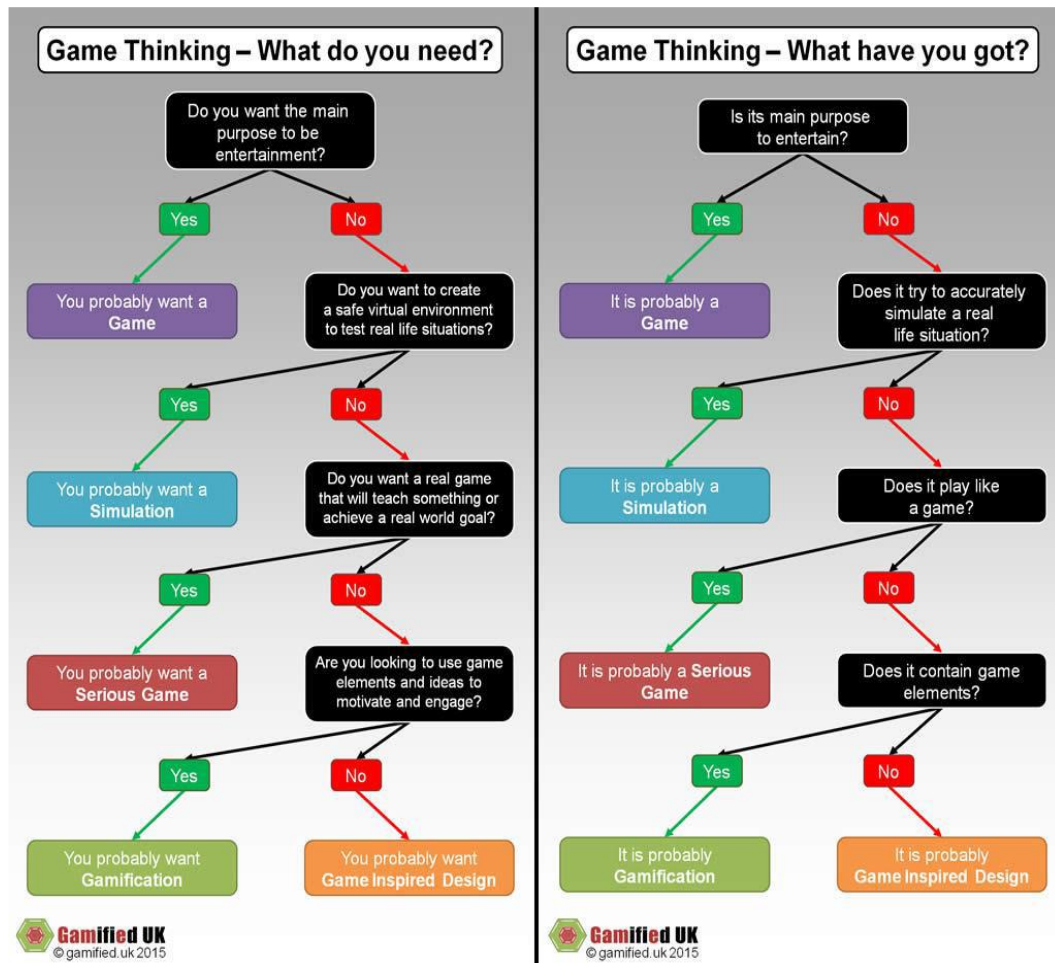 Game Thinking – What do you need?
Do you want the main
purpose to be
entertainment?
Yes
No
You probably want a
Game
Do you want to create
a safe virtual environment
to test real life situations?
Yes
No
You probably want a
Simulation
Do you want a real game
that will teach something or
achieve a real world goal?
Yes
No
You probably want a
Serious Game
Are you looking to use game
elements and ideas to
motivate and engage?
Yes
No
You probably want
Gamification
You probably want
Game Inspired Design
Gamified UK
© gamified.uk 2015
Game Thinking – What have you got?
Is its main purpose
to entertain?
Yes
No
It is probably a
Game
Does it try to accurately
simulate a real
life situation?
Yes
No
It is probably a
Simulation
Does it play like
a game?
Yes
No
It is probably a Serious
Game
Does it contain game
elements?
Yes
No
It is probably
Gamification
It is probably
Game Inspired Design
Gamified UK
© gamified.uk 2015